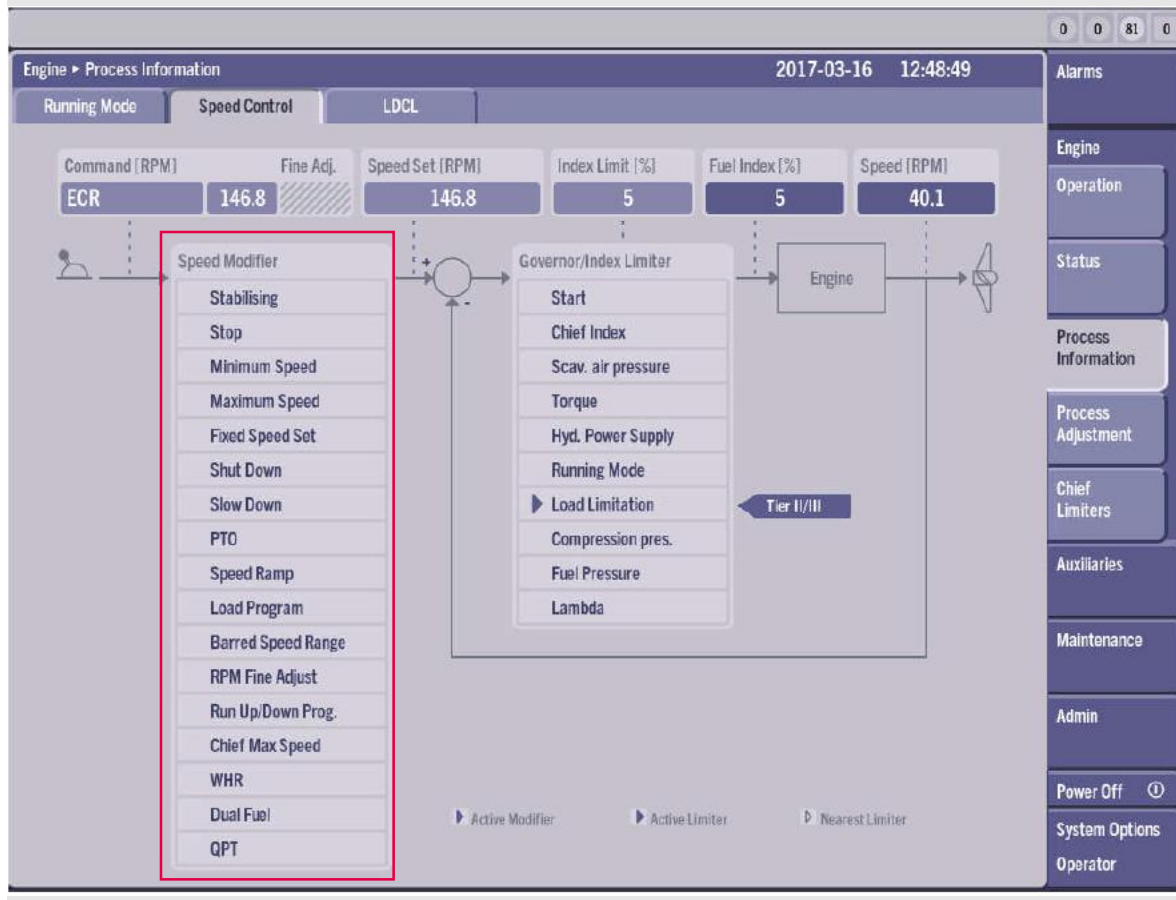 0 0 81 0
Engine ▸ Process Information 2017-03-16 12:48:49
Running Mode Speed Control LDCL
Command [RPM] Fine Adj. Speed Set [RPM] Index Limit [%] Fuel Index [%] Speed [RPM]
ECR 146.8 146.8 5 5 40.1
Speed Modifier
Stabilising
Stop
Minimum Speed
Maximum Speed
Fixed Speed Set
Shut Down
Slow Down
PTO
Speed Ramp
Load Program
Barred Speed Range
RPM Fine Adjust
Run Up/Down Prog.
Chief Max Speed
WHR
Dual Fuel
QPT
+
-
Governor/Index Limiter
Start
Chief Index
Scav. air pressure
Torque
Hyd. Power Supply
Running Mode
Load Limitation
Compression pres.
Fuel Pressure
Lambda
Tier II/III
Engine
Active Modifier Active Limiter Nearest Limiter
Alarms
Engine
Operation
Status
Process
Information
Process
Adjustment
Chief
Limiters
Auxiliaries
Maintenance
Admin
Power Off
System Options
Operator